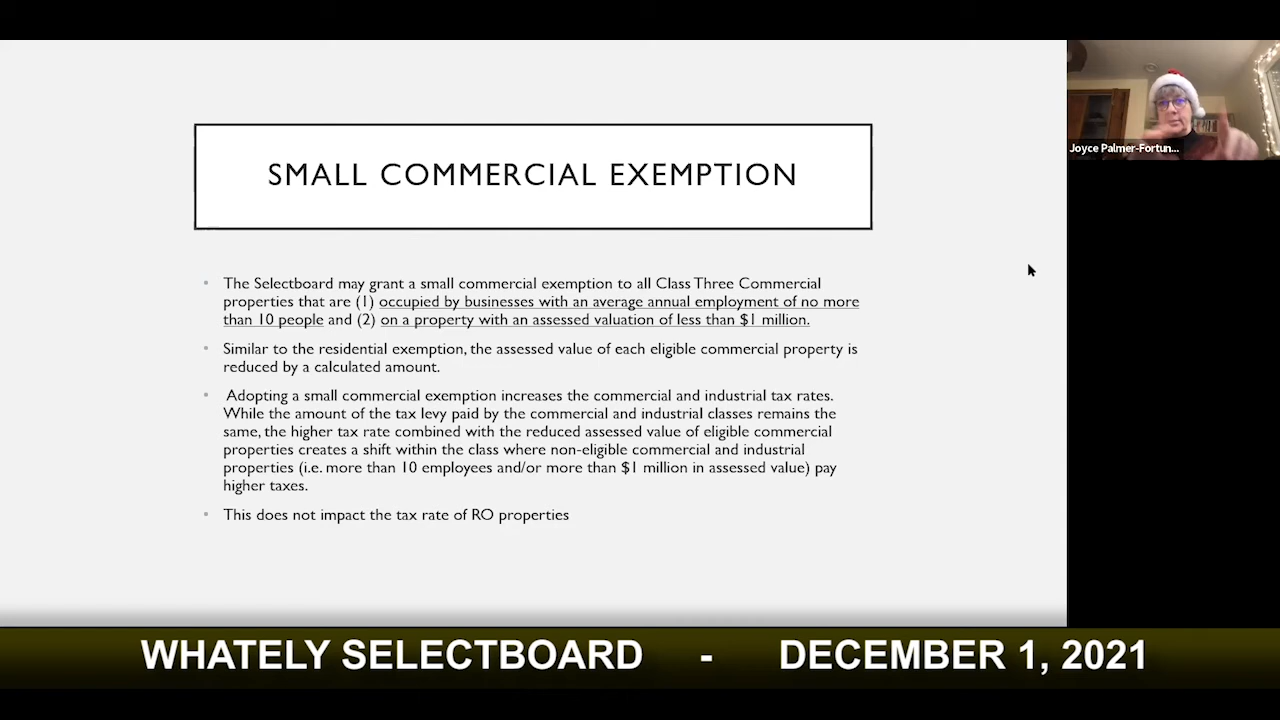 SMALL COMMERCIAL EXEMPTION
Joyce Palmer-Fortun...
• The Selectboard may grant a small commercial exemption to all Class Three Commercial
properties that are (1) occupied by businesses with an average annual employment of no more
than 10 people and (2) on a property with an assessed valuation of less than $1 million.
• Similar to the residential exemption, the assessed value of each eligible commercial property is
reduced by a calculated amount.
• Adopting a small commercial exemption increases the commercial and industrial tax rates.
While the amount of the tax levy paid by the commercial and industrial classes remains the
same, the higher tax rate combined with the reduced assessed value of eligible commercial
properties creates a shift within the class where non-eligible commercial and industrial
properties (i.e. more than 10 employees and/or more than $1 million in assessed value) pay
higher taxes.
• This does not impact the tax rate of RO properties
WHATELY SELECTBOARD - DECEMBER 1, 2021